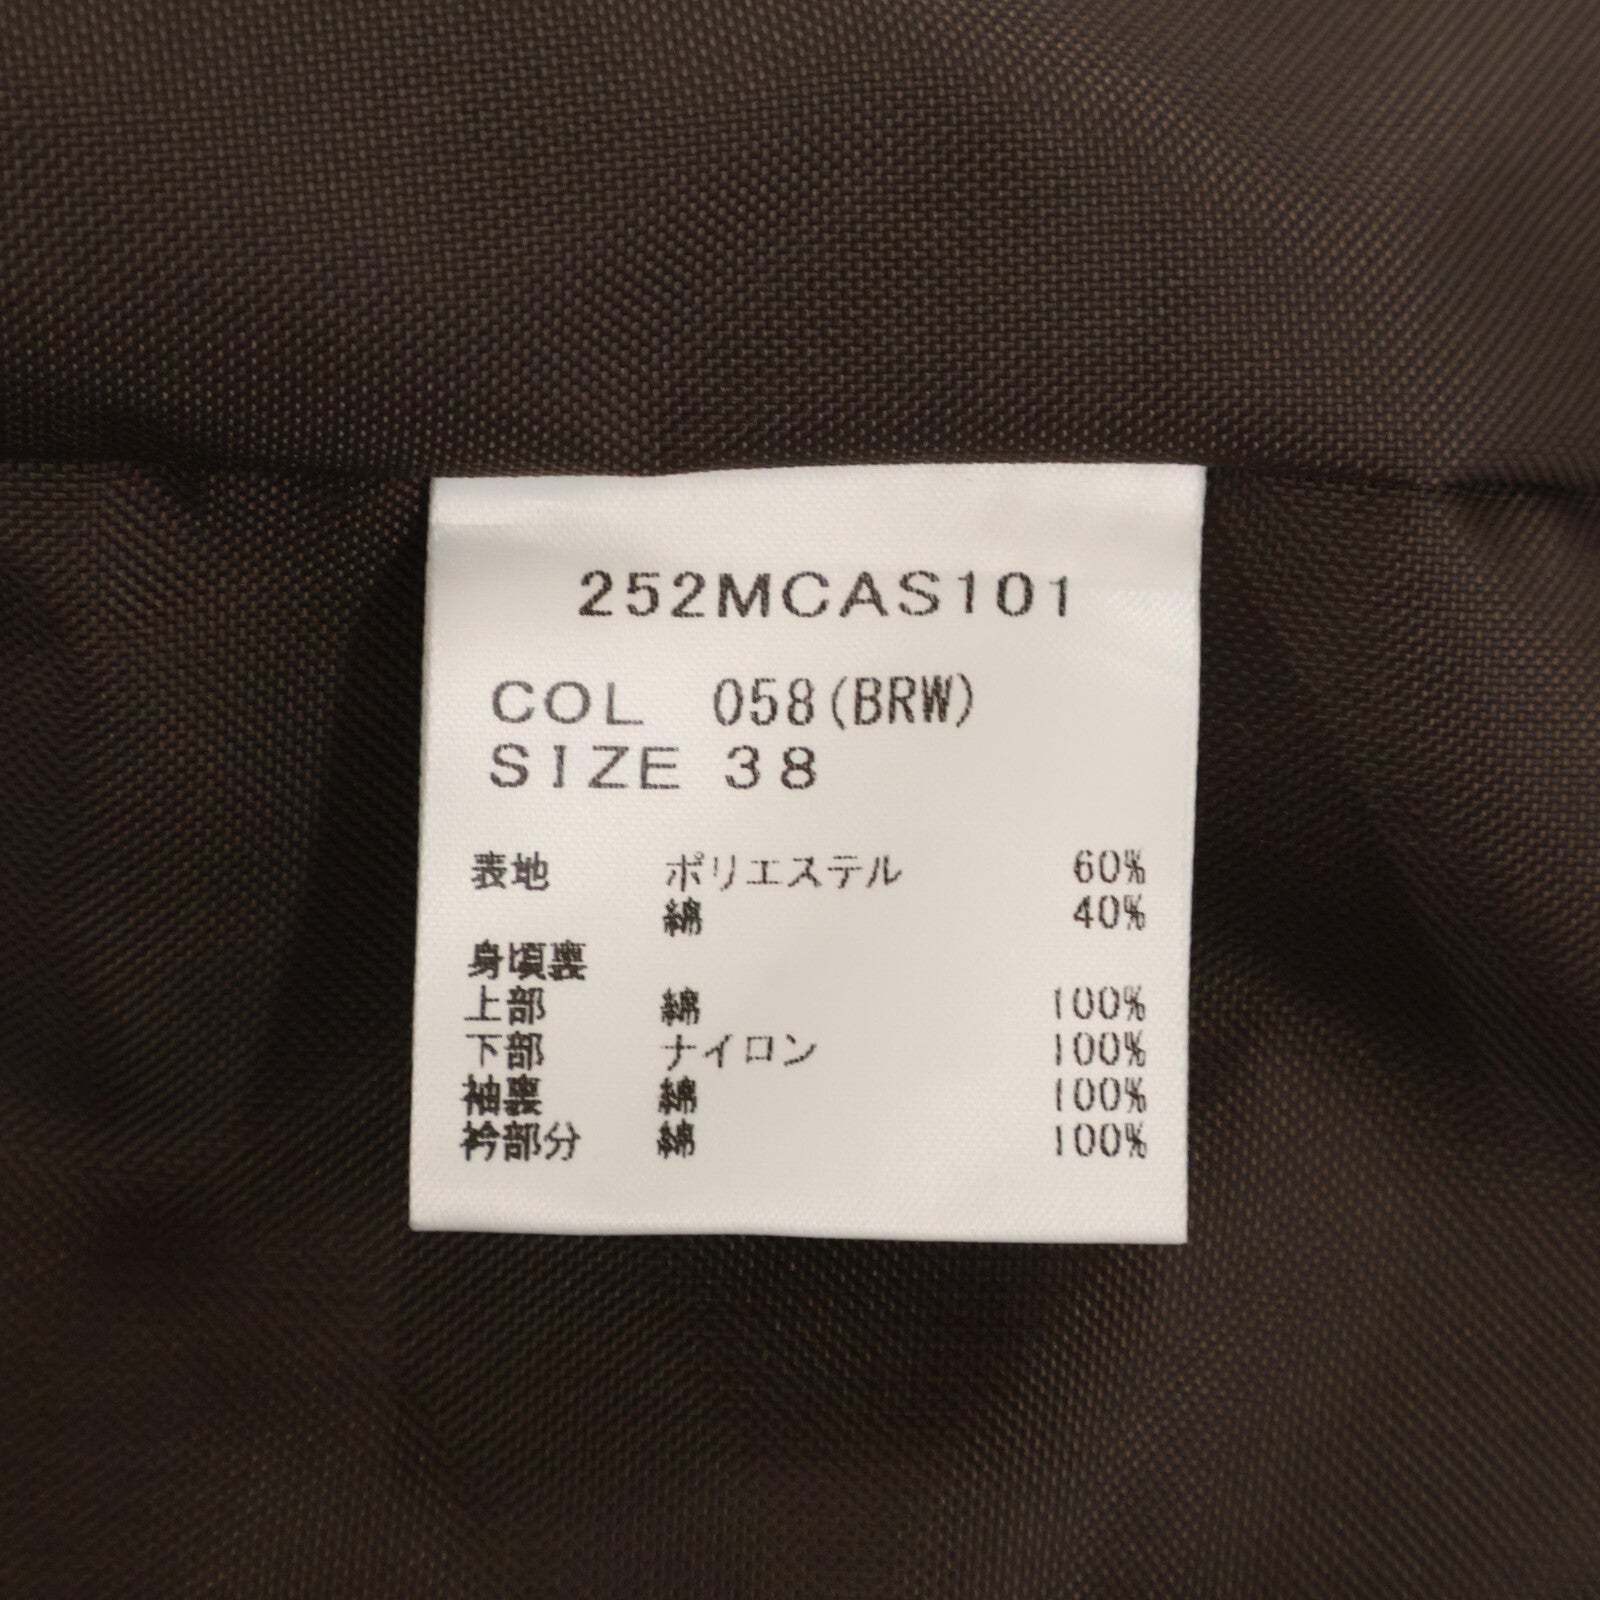 252MCAS101
COL 058(BRW)
SIZE 38
表地 ポリエステル 60%
綿 40%
身頃裏
上部 綿 100%
下部 ナイロン 100%
袖裏 綿 100%
衿部分 綿 100%